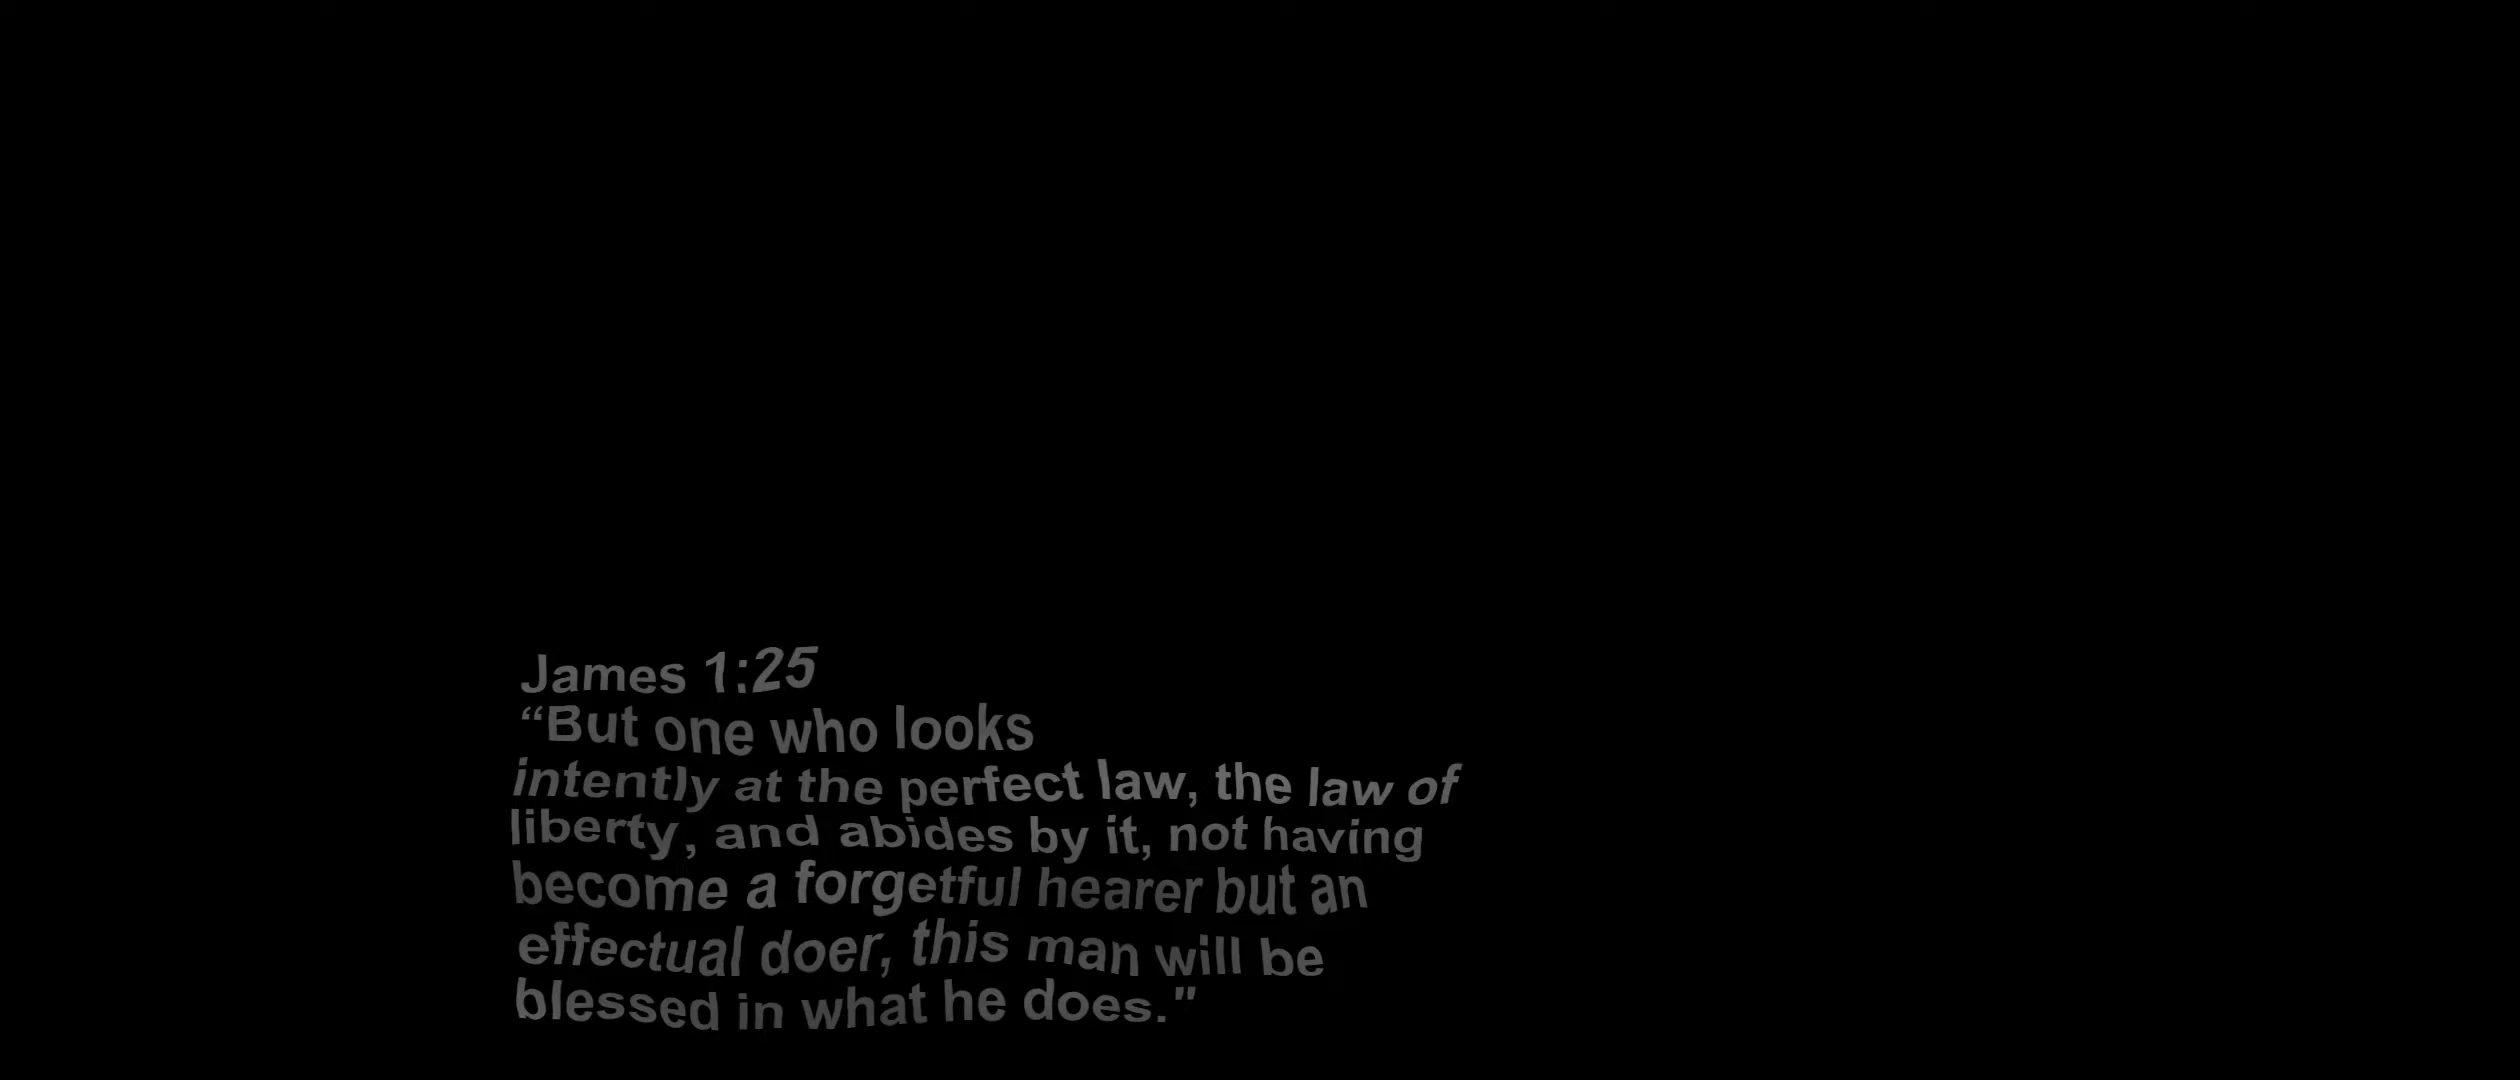 James 1:25
“But one who looks
intently at the perfect law, the law of
liberty, and abides by it, not having
become a forgetful hearer but an
effectual doer, this man will be
blessed in what he does."